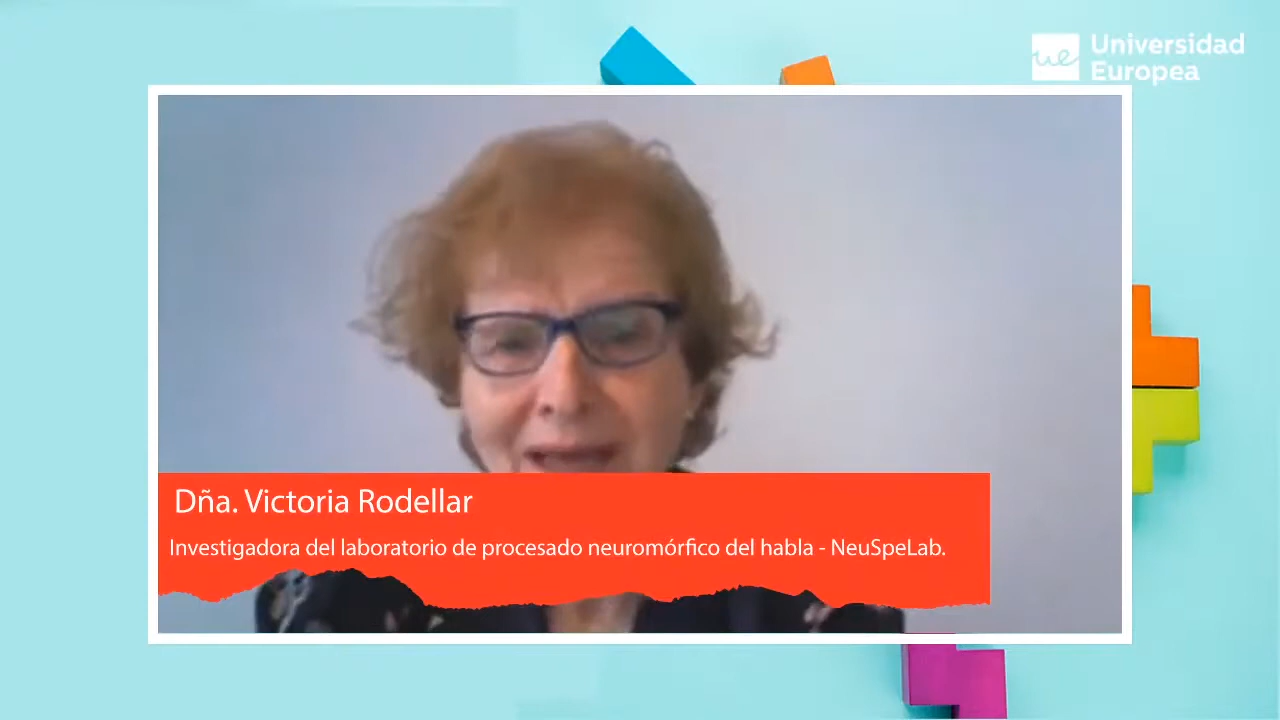 Universidad
Europea
Dña. Victoria Rodellar
Investigadora del laboratorio de procesado neuromórfico del habla - NeuSpeLab.